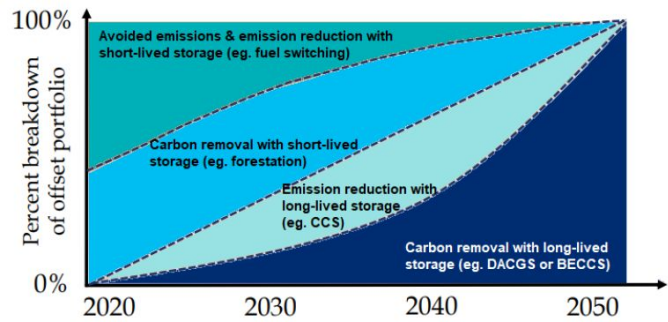 100%
Avoided emissions & emission reduction with
short-lived storage (eg. fuel switching)
Percent breakdown
of offset portfolio
Carbon removal with short-lived
storage (eg. forestation)
Emission reduction with
long-lived storage
(eg. CCS)
Carbon removal with long-lived
storage (eg. DACGS or BECCS)
0%
2020 2030 2040 2050